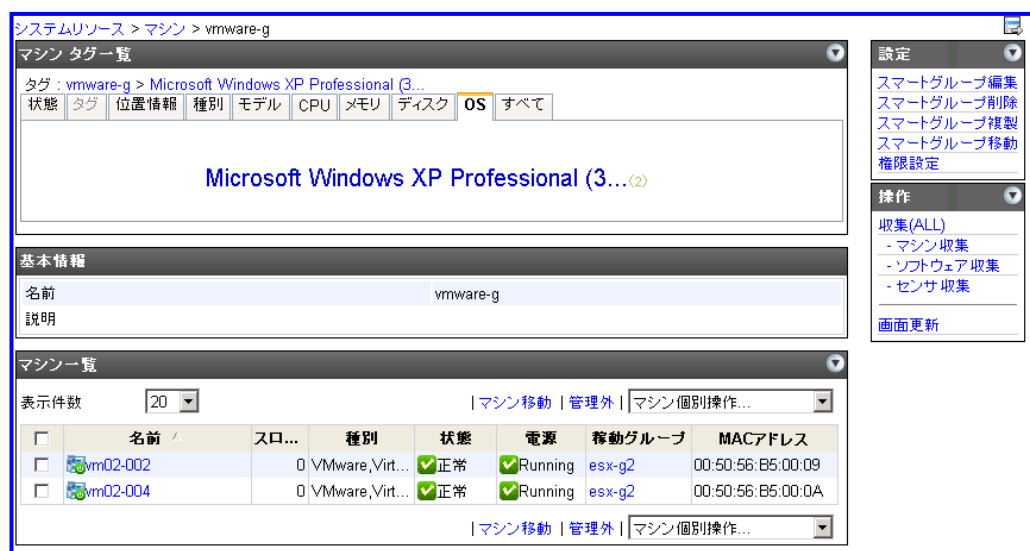 システムリソース > マシン > vmware-g
マシン タグ一覧
タグ : vmware-g > Microsoft Windows XP Professional (3...
状態 タグ 位置情報 種別 モデル CPU メモリ ディスク OS すべて
Microsoft Windows XP Professional (3...(2)
基本情報
名前 vmware-g
説明
マシン一覧
表示件数 20 | マシン移動 | 管理外 | マシン個別操作...
名前 スロ... 種別 状態 電源 稼動グループ MACアドレス
vm02-002 0 VMware,Virt... 正常 Running esx-g2 00:50:56:B5:00:09
vm02-004 0 VMware,Virt... 正常 Running esx-g2 00:50:56:B5:00:0A
| マシン移動 | 管理外 | マシン個別操作...
設定
スマートグループ編集
スマートグループ削除
スマートグループ複製
スマートグループ移動
権限設定
操作
収集(ALL)
- マシン収集
- ソフトウェア収集
- センサ収集
画面更新